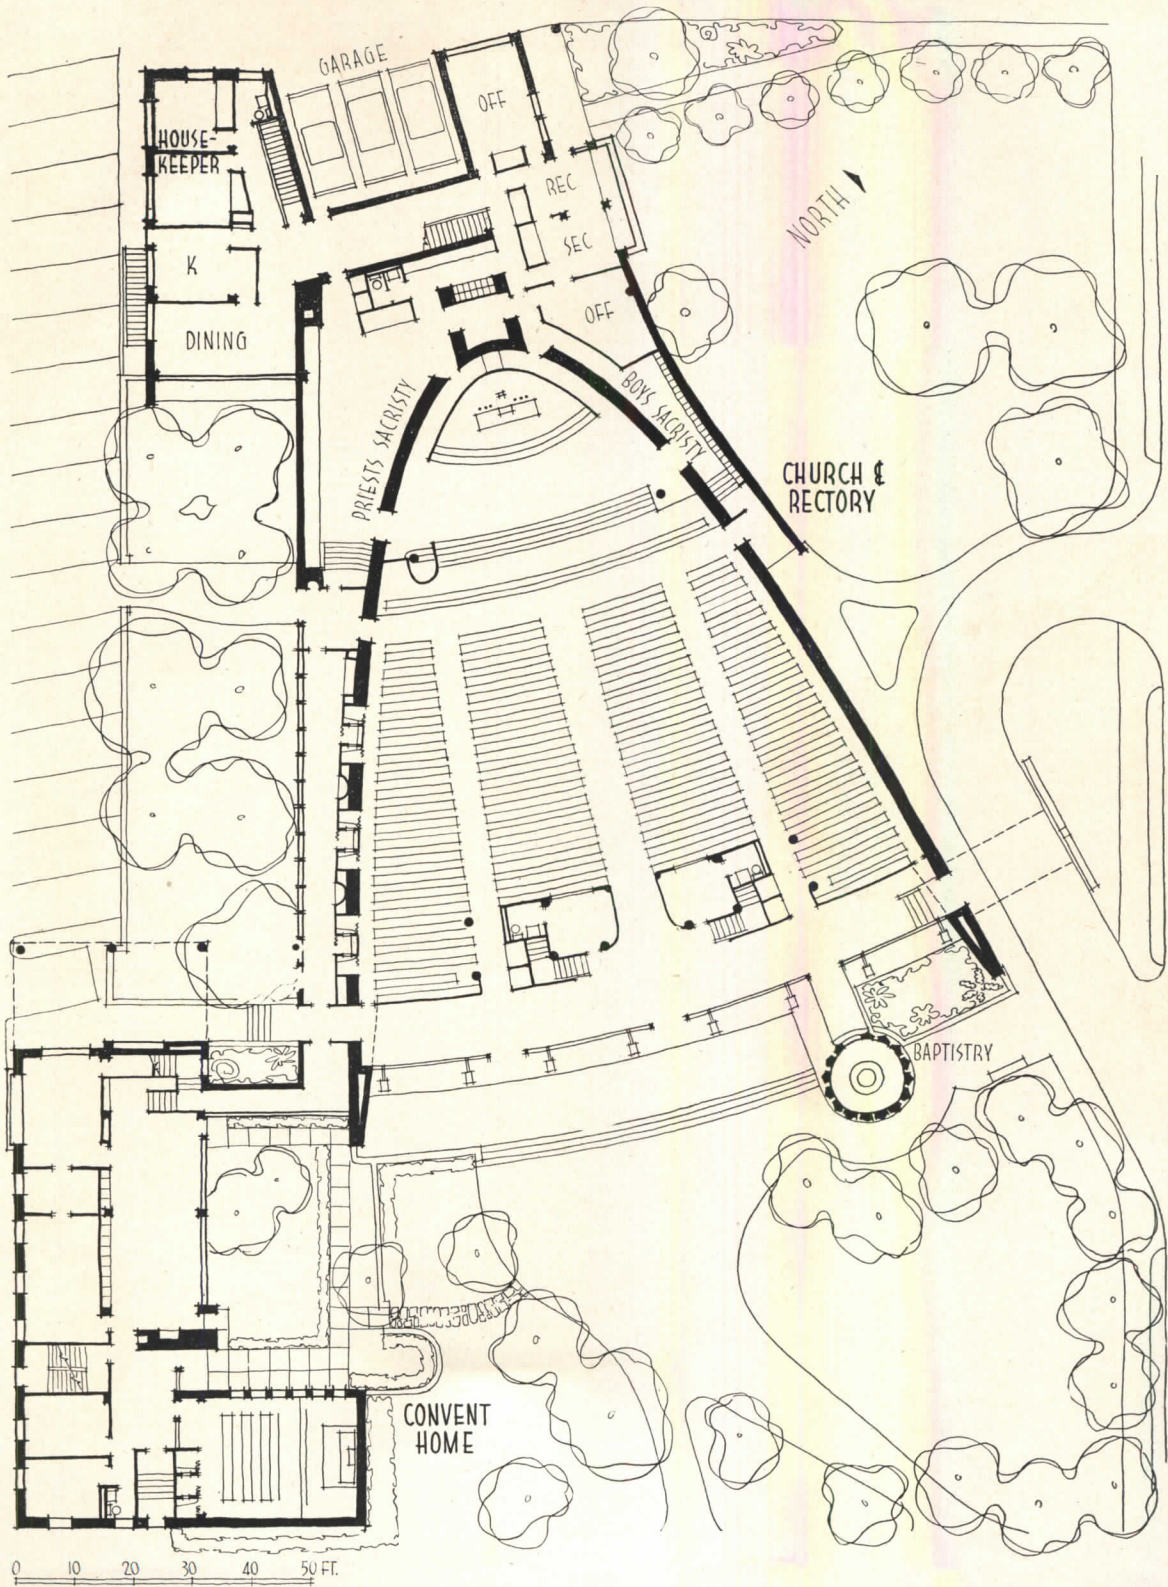 GARAGE
OFF
HOUSE-
KEEPER
REC
SEC
NORTH
K
OFF
DINING
PRIESTS SACRISTY
BOYS SACRISTY
CHURCH &
RECTORY
BAPTISTRY
CONVENT
HOME
0 10 20 30 40 50 FT.